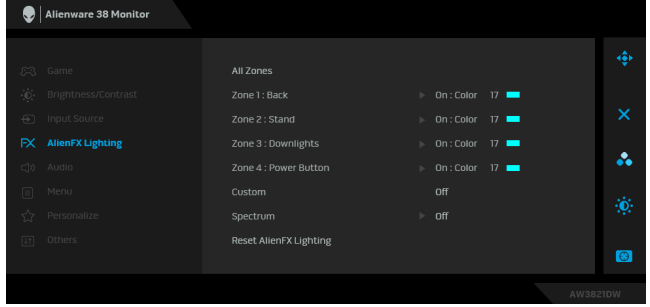 Alienware 38 Monitor
Game
Brightness/Contrast
Input Source
FX AlienFX Lighting
Audio
Menu
Personalize
Others
All Zones
Zone 1 : Back On : Color 17
Zone 2 : Stand On : Color 17
Zone 3 : Downlights On : Color 17
Zone 4 : Power Button On : Color 17
Custom Off
Spectrum Off
Reset AlienFX Lighting
AW3821DW